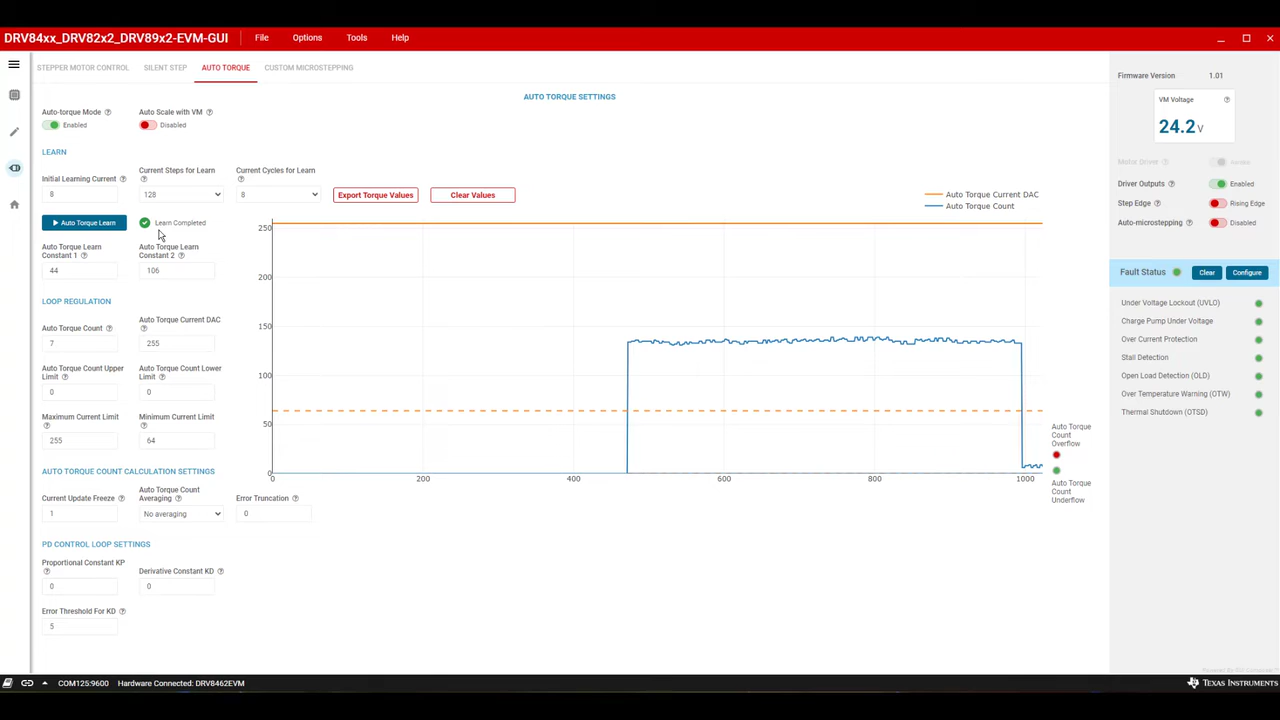 DRV84xx_DRV82x2_DRV89x2-EVM-GUI
File
Options
Tools
Help
STEPPER MOTOR CONTROL
SILENT STEP
AUTO TORQUE
CUSTOM MICROSTEPPING
AUTO TORQUE SETTINGS
Auto-torque Mode
Enabled
Auto Scale with VM
Disabled
LEARN
Initial Learning Current
8
Current Steps for Learn
128
Current Cycles for Learn
8
Export Torque Values
Clear Values
Auto Torque Learn
Learn Completed
Auto Torque Learn
Constant 1
44
Auto Torque Learn
Constant 2
106
LOOP REGULATION
Auto Torque Count
7
Auto Torque Current DAC
255
Auto Torque Count Upper
Limit
0
Auto Torque Count Lower
Limit
0
Maximum Current Limit
255
Minimum Current Limit
64
AUTO TORQUE COUNT CALCULATION SETTINGS
Current Update Freeze
1
Auto Torque Count
Averaging
No averaging
Error Truncation
0
PD CONTROL LOOP SETTINGS
Proportional Constant KP
0
Derivative Constant KD
0
Error Threshold For KD
5
Auto Torque Current DAC
Auto Torque Count
250
200
150
100
50
0
0
200
400
600
800
1000
Auto Torque
Count
Overflow
Auto Torque
Count
Underflow
Firmware Version
1.01
VM Voltage
24.2 V
Motor Driver
Awake
Driver Outputs
Enabled
Step Edge
Rising Edge
Auto-microstepping
Disabled
Fault Status
Clear
Configure
Under Voltage Lockout (UVLO)
Charge Pump Under Voltage
Over Current Protection
Stall Detection
Open Load Detection (OLD)
Over Temperature Warning (OTW)
Thermal Shutdown (OTSD)
COM125:9600
Hardware Connected: DRV8462EVM
TEXAS INSTRUMENTS